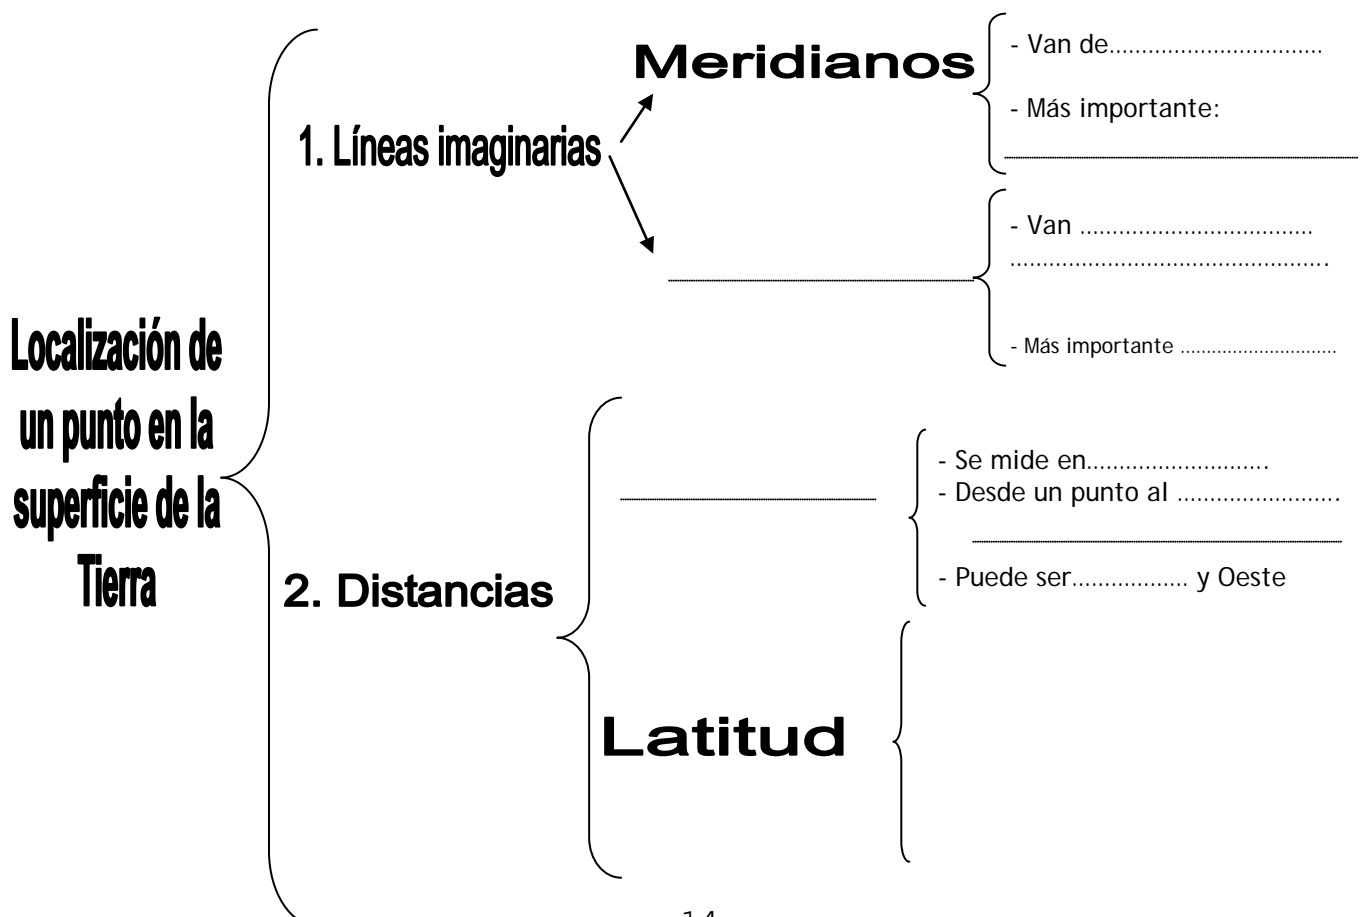 Localización de
un punto en la
superficie de la
Tierra
1. Líneas imaginarias
Meridianos
- Van de.................................
- Más importante:
- Van ....................................
.................................................
- Más importante ..............................
2. Distancias
- Se mide en............................
- Desde un punto al .........................
- Puede ser.................. y Oeste
Latitud
14